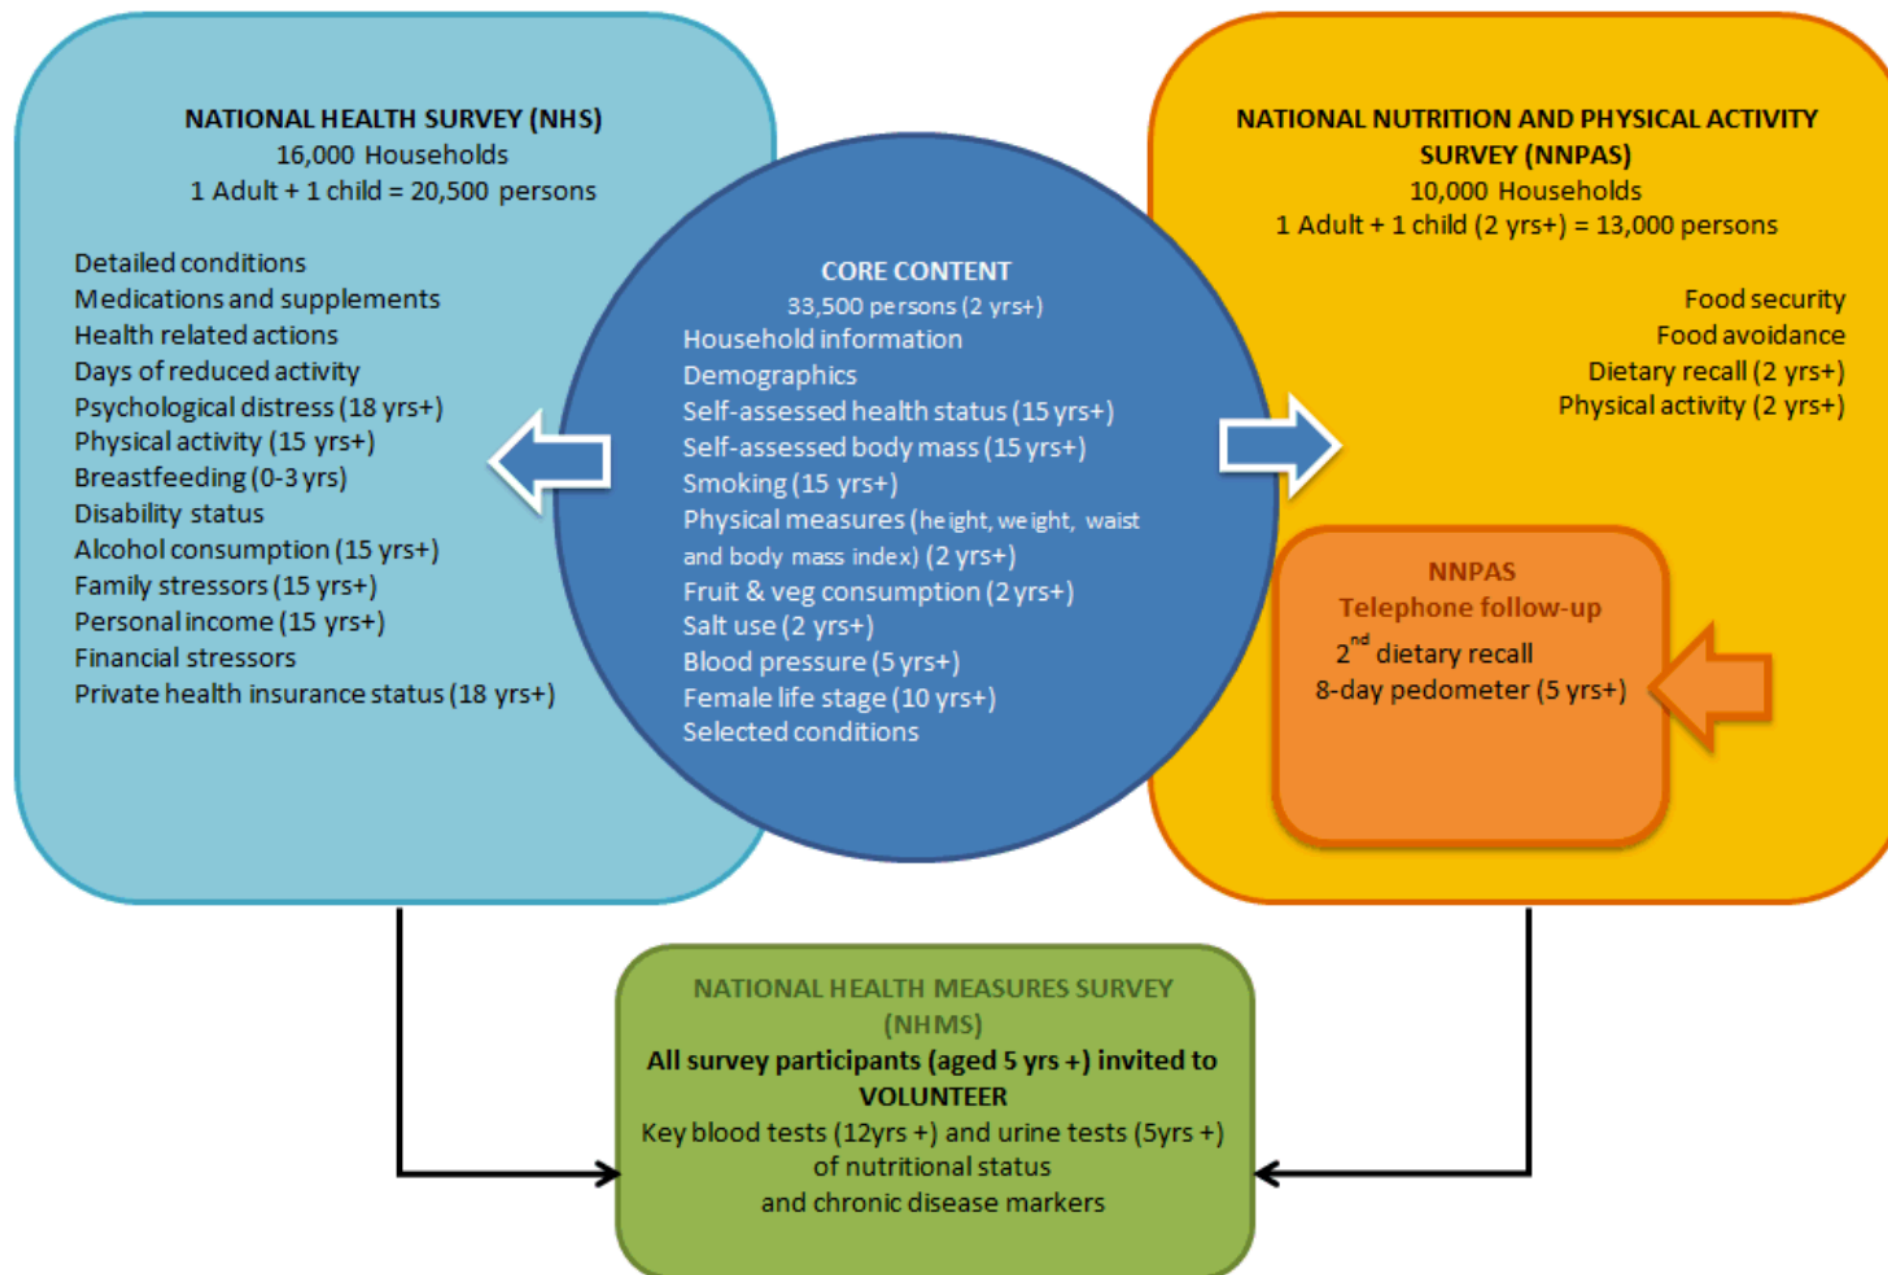 NATIONAL HEALTH SURVEY (NHS)
16,000 Households
1 Adult + 1 child = 20,500 persons
Detailed conditions
Medications and supplements
Health related actions
Days of reduced activity
Psychological distress (18 yrs+)
Physical activity (15 yrs+)
Breastfeeding (0-3 yrs)
Disability status
Alcohol consumption (15 yrs+)
Family stressors (15 yrs+)
Personal income (15 yrs+)
Financial stressors
Private health insurance status (18 yrs+)
CORE CONTENT
33,500 persons (2 yrs+)
Household information
Demographics
Self-assessed health status (15 yrs+)
Self-assessed body mass (15 yrs+)
Smoking (15 yrs+)
Physical measures (height, weight, waist
and body mass index) (2 yrs+)
Fruit & veg consumption (2 yrs+)
Salt use (2 yrs+)
Blood pressure (5 yrs+)
Female life stage (10 yrs+)
Selected conditions
NATIONAL NUTRITION AND PHYSICAL ACTIVITY
SURVEY (NNPAS)
10,000 Households
1 Adult + 1 child (2 yrs+) = 13,000 persons
Food security
Food avoidance
Dietary recall (2 yrs+)
Physical activity (2 yrs+)
NNPAS
Telephone follow-up
2nd dietary recall
8-day pedometer (5 yrs+)
NATIONAL HEALTH MEASURES SURVEY
(NHMS)
All survey participants (aged 5 yrs +) invited to
VOLUNTEER
Key blood tests (12yrs +) and urine tests (5yrs +)
of nutritional status
and chronic disease markers